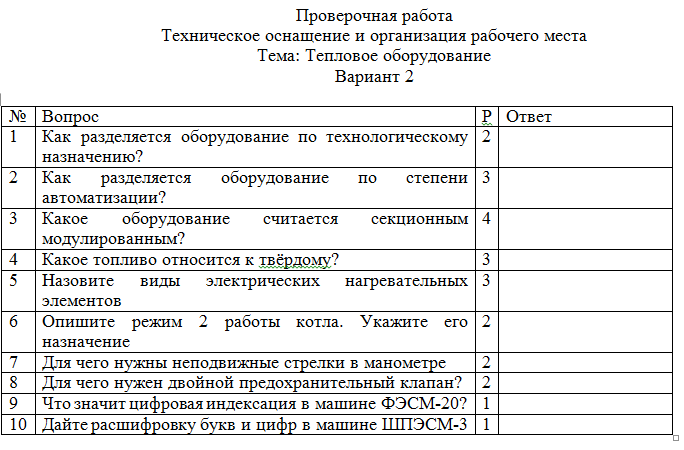 Проверочная работа
Техническое оснащение и организация рабочего места
Тема: Тепловое оборудование
Вариант 2
№ Вопрос Р Ответ
1 Как разделяется оборудование по технологическому 2
назначению?
2 Как разделяется оборудование по степени 3
автоматизации?
3 Какое оборудование считается секционным 4
модулированным?
4 Какое топливо относится к твёрдому? 3
5 Назовите виды электрических нагревательных 3
элементов
6 Опишите режим 2 работы котла. Укажите его 2
назначение
7 Для чего нужны неподвижные стрелки в манометре 2
8 Для чего нужен двойной предохранительный клапан? 2
9 Что значит цифровая индексация в машине ФЭСМ-20? 1
10 Дайте расшифровку букв и цифр в машине ШПЭСМ-3 1